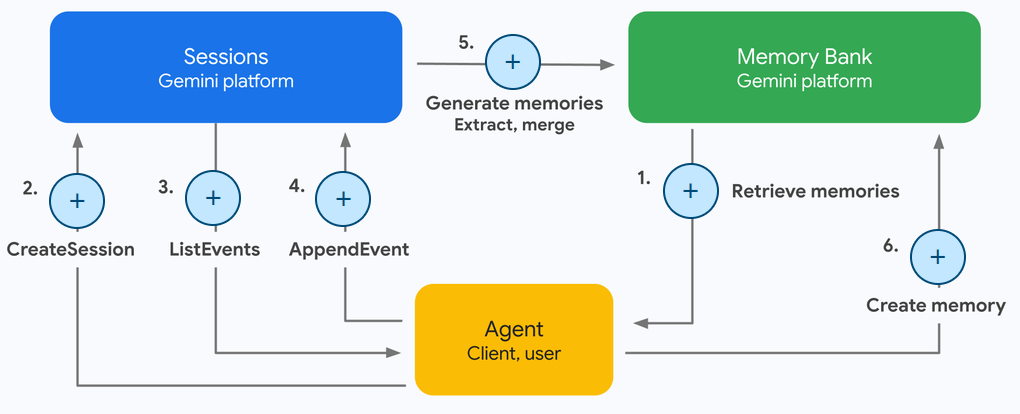 Sessions
Gemini platform
5.
+
Generate memories
Extract, merge
Memory Bank
Gemini platform
2.
+
CreateSession
3.
+
ListEvents
4.
+
AppendEvent
1.
+
Retrieve memories
6.
+
Create memory
Agent
Client, user